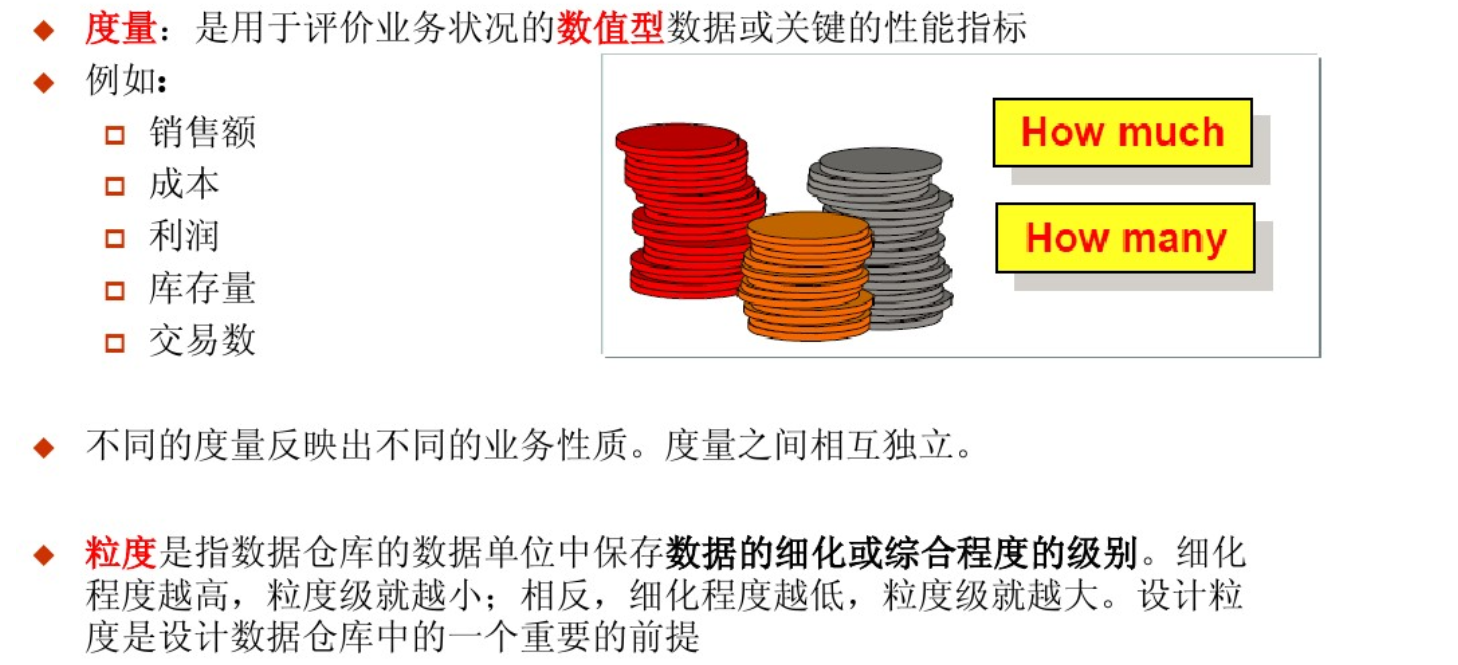 度量：是用于评价业务状况的数值型数据或关键的性能指标
例如:
销售额
成本
利润
库存量
交易数
How much
How many
不同的度量反映出不同的业务性质。度量之间相互独立。
粒度是指数据仓库的数据单位中保存数据的细化或综合程度的级别。细化
程度越高，粒度级就越小；相反，细化程度越低，粒度级就越大。设计粒
度是设计数据仓库中的一个重要的前提